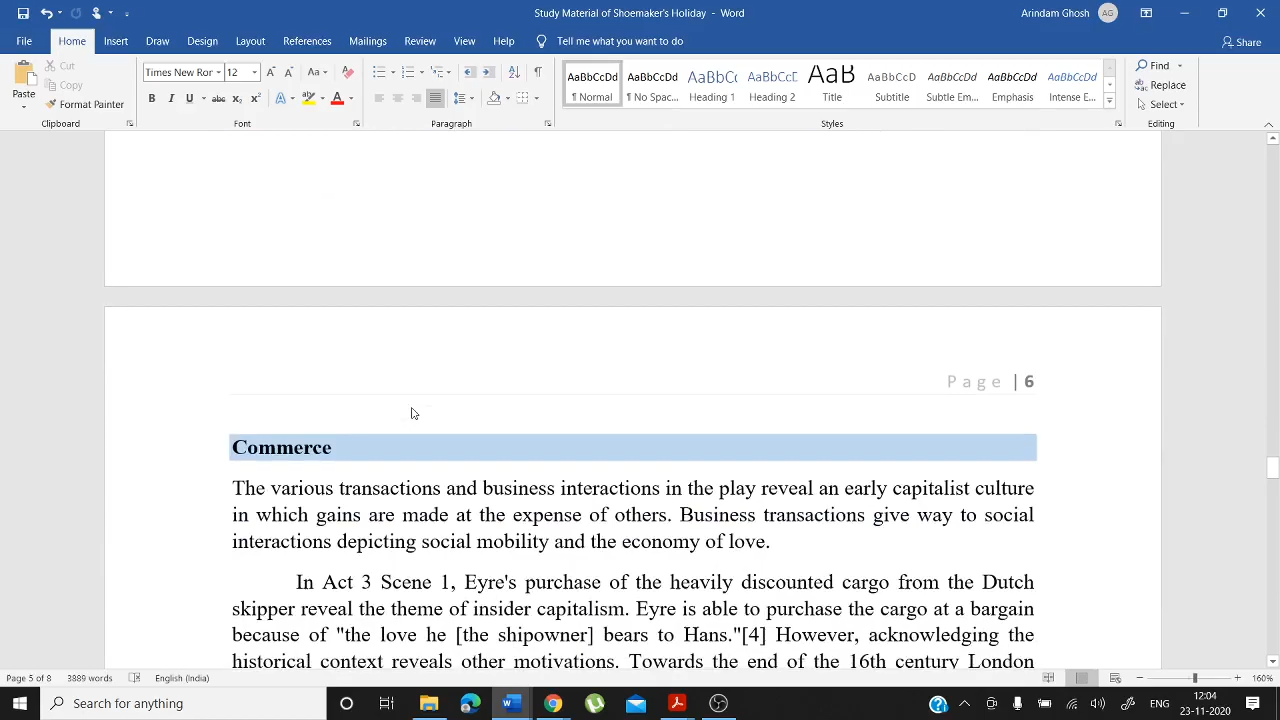 Study Material of Shoemaker's Holiday - Word
Arindam Ghosh AG
File Home Insert Draw Design Layout References Mailings Review View Help Tell me what you want to do Share
Paste Cut Copy Format Painter
Clipboard
Times New Ror 12 Aa
B I U abc x2 x2 A A
Font
Paragraph
AaBbCcDd AaBbCcDd AaBbCc AaBbCcD AaB AaBbCcDd AaBbCcDd AaBbCcDd AaBbCcDd
¶ Normal ¶ No Spac... Heading 1 Heading 2 Title Subtitle Subtle Em... Emphasis Intense E...
Styles
Find
Replace
Select
Editing
Page | 6
Commerce
The various transactions and business interactions in the play reveal an early capitalist culture
in which gains are made at the expense of others. Business transactions give way to social
interactions depicting social mobility and the economy of love.
In Act 3 Scene 1, Eyre's purchase of the heavily discounted cargo from the Dutch
skipper reveal the theme of insider capitalism. Eyre is able to purchase the cargo at a bargain
because of "the love he [the shipowner] bears to Hans."[4] However, acknowledging the
historical context reveals other motivations. Towards the end of the 16th century London
Page 5 of 8 3889 words English (India) 160%
Search for anything
ENG 12:04
23-11-2020